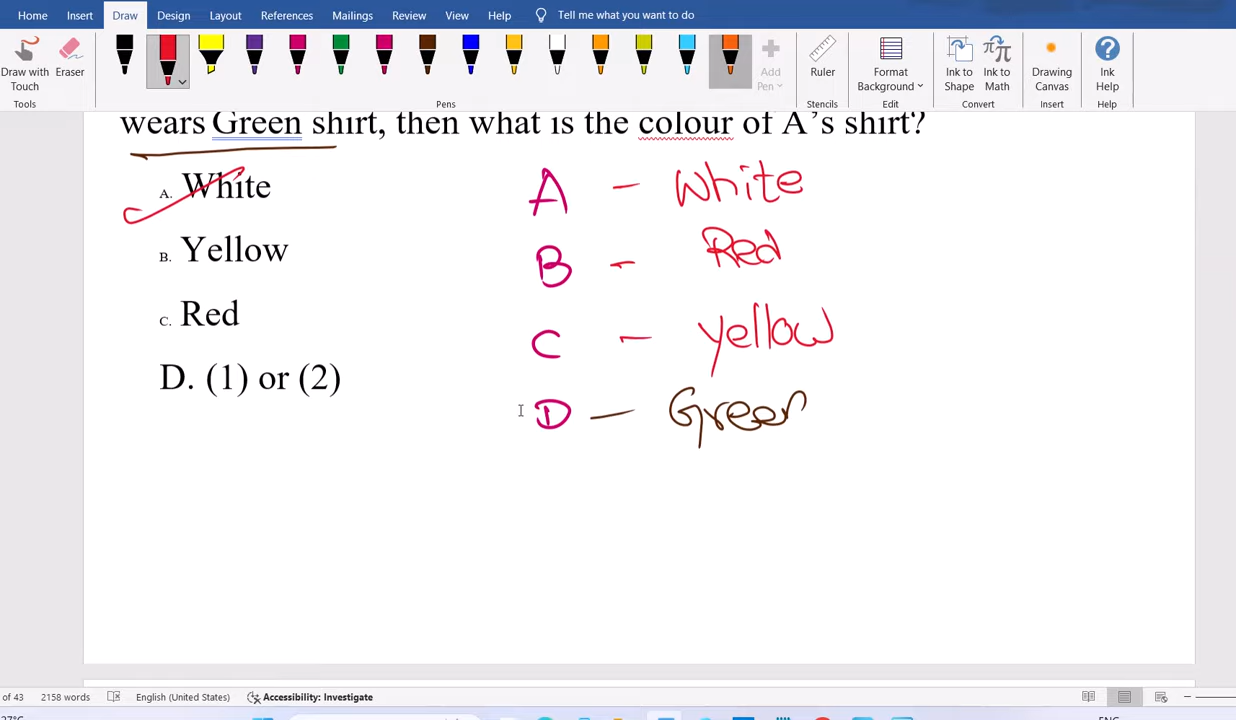 Home Insert Draw Design Layout References Mailings Review View Help Tell me what you want to do
Draw with Touch
Eraser
Add Pen
Ruler
Format Background
Ink to Shape
Ink to Math
Drawing Canvas
Ink Help
Tools Pens Stencils Edit Convert Insert Help
wears Green shirt, then what is the colour of A's shirt?
A. White
B. Yellow
C. Red
D. (1) or (2)
A - White
B - Red
C - Yellow
D - Green
of 43 2158 words English (United States) Accessibility: Investigate